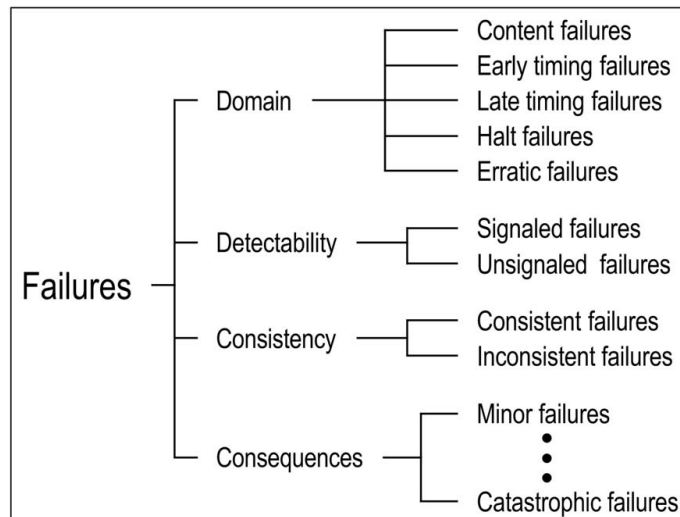 Failures
Domain
Content failures
Early timing failures
Late timing failures
Halt failures
Erratic failures
Detectability
Signaled failures
Unsignaled failures
Consistency
Consistent failures
Inconsistent failures
Consequences
Minor failures
Catastrophic failures